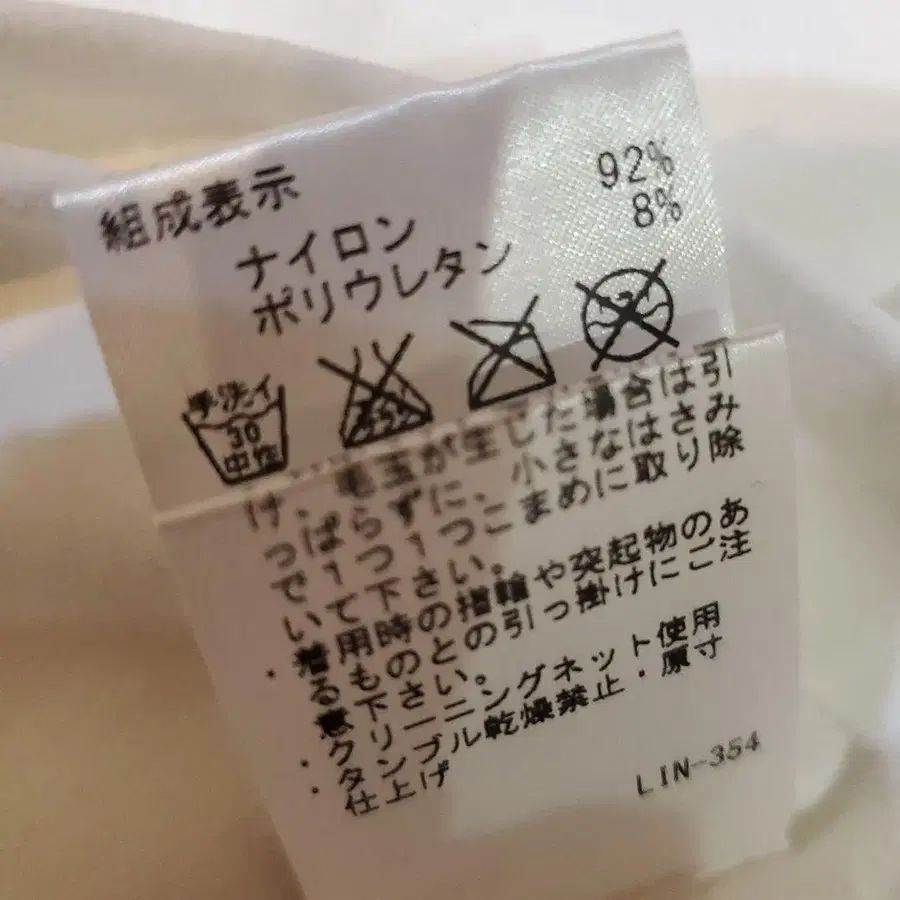 組成表示
ナイロン 92%
ポリウレタン 8%
手洗イ
30
中性
け、毛玉が生じた場合は引
っぱらずに、小さなはさみ
で1つ1つこまめに取り除
いて下さい。
・着用時の指輪や突起物のあ
るものとの引っ掛けにご注
意下さい。
・クリーニングネット使用
・タンブル乾燥禁止・原寸
仕上げ
LIN-354